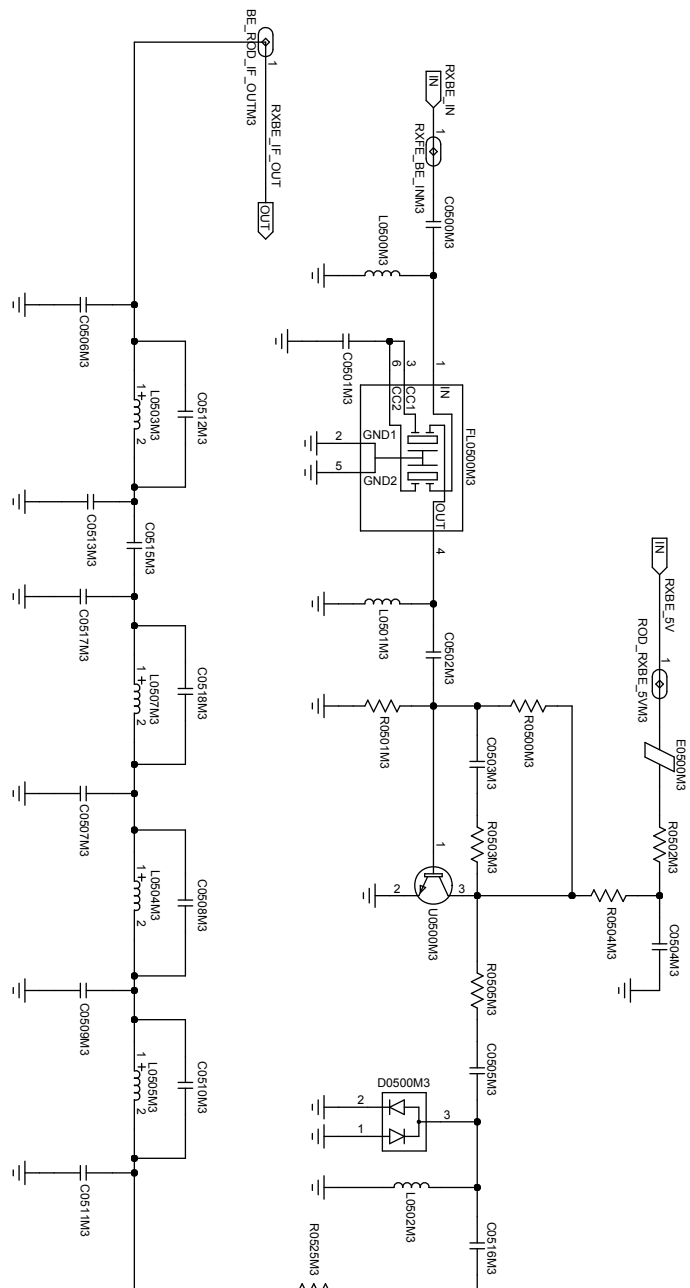 BE_ROD_IF_OUTM3
1
RXBE_IF_OUT
OUT
RXBE_IN
IN
1
RXFE_BE_INM3
C0500M3
L0500M3
C0501M3
1
3
6
IN
CC1
CC2
FL0500M3
2
GND1
5
GND2
OUT
4
L0501M3
C0502M3
R0501M3
C0503M3
R0500M3
R0503M3
1
2
3
U0500M3
RXBE_5V
IN
1
ROD_RXBE_5VM3
E0500M3
R0502M3
R0504M3
C0504M3
R0505M3
C0505M3
D0500M3
2
1
3
L0502M3
C0516M3
R0525M3
C0506M3
C0512M3
1
+
L0503M3
2
C0513M3
C0515M3
C0517M3
C0518M3
1
+
L0507M3
2
C0507M3
C0508M3
1
+
L0504M3
2
C0509M3
C0510M3
1
+
L0505M3
2
C0511M3